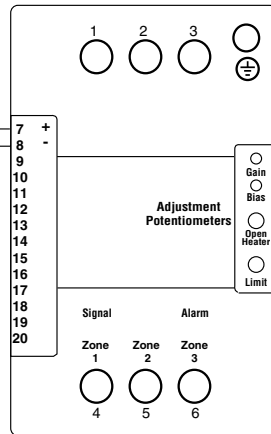 1 2 3
7 +
8 -
9
10
11
12
13
14
15
16
17
18
19
20
Adjustment
Potentiometers
Gain
Bias
Open
Heater
Limit
Signal Alarm
Zone Zone Zone
1 2 3
4 5 6